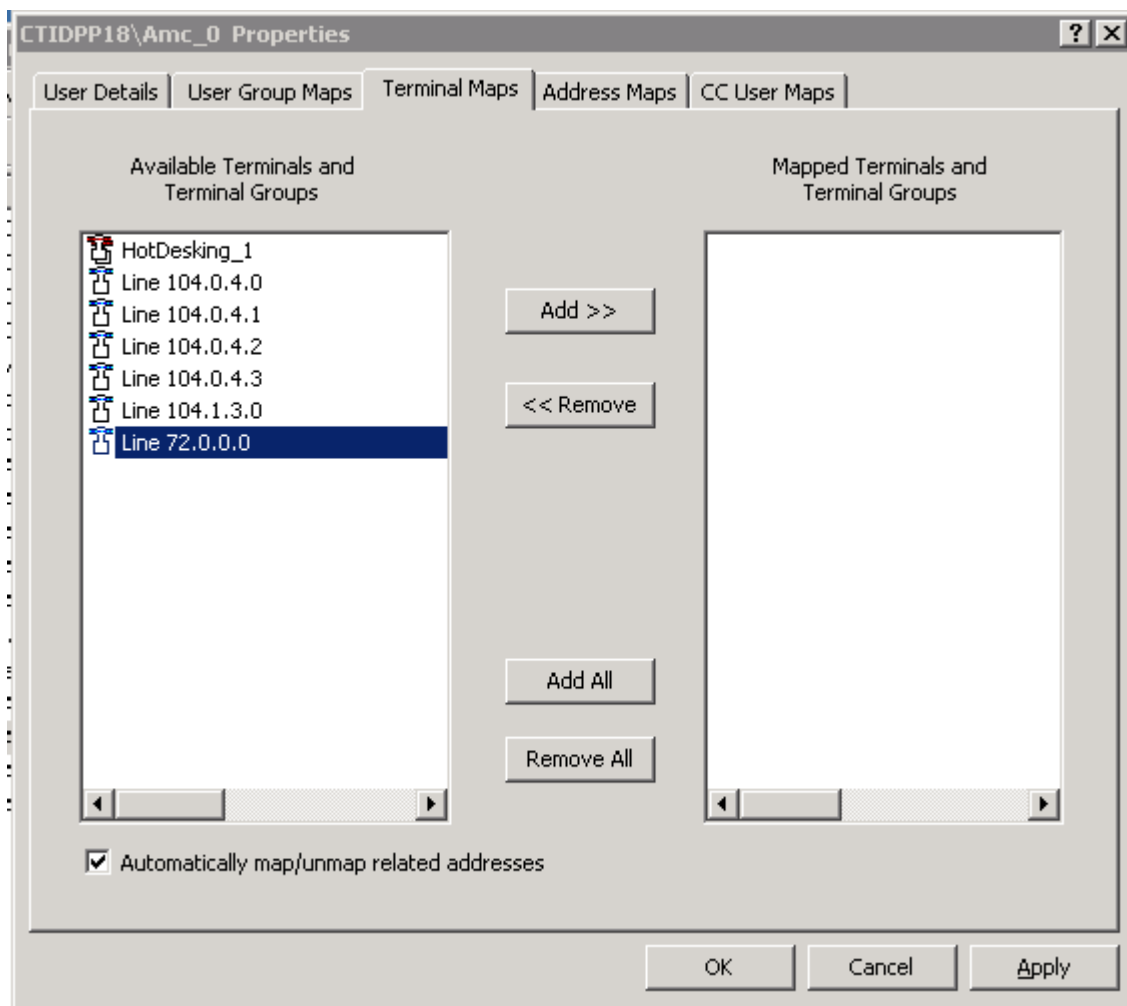 CTIDPP18\Amc_0 Properties
User Details
User Group Maps
Terminal Maps
Address Maps
CC User Maps
Available Terminals and
Terminal Groups
Mapped Terminals and
Terminal Groups
HotDesking_1
Line 104.0.4.0
Line 104.0.4.1
Line 104.0.4.2
Line 104.0.4.3
Line 104.1.3.0
Line 72.0.0.0
Add >>
<< Remove
Add All
Remove All
Automatically map/unmap related addresses
OK
Cancel
Apply